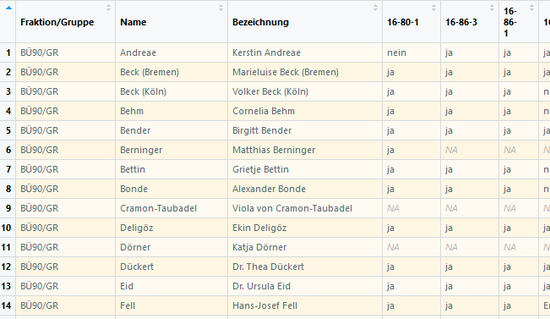 Fraktion/Gruppe Name Bezeichnung 16-80-1 16-86-3 16-86-1
1 BÜ90/GR Andreae Kerstin Andreae nein ja ja
2 BÜ90/GR Beck (Bremen) Marieluise Beck (Bremen) ja ja ja
3 BÜ90/GR Beck (Köln) Volker Beck (Köln) ja ja ja
4 BÜ90/GR Behm Cornelia Behm ja ja ja
5 BÜ90/GR Bender Birgitt Bender ja ja ja
6 BÜ90/GR Berninger Matthias Berninger ja NA NA
7 BÜ90/GR Bettin Grietje Bettin ja ja ja
8 BÜ90/GR Bonde Alexander Bonde ja ja ja
9 BÜ90/GR Cramon-Taubadel Viola von Cramon-Taubadel NA NA NA
10 BÜ90/GR Deligöz Ekin Deligöz ja ja ja
11 BÜ90/GR Dörner Katja Dörner NA NA NA
12 BÜ90/GR Dückert Dr. Thea Dückert ja ja ja
13 BÜ90/GR Eid Dr. Ursula Eid ja ja ja
14 BÜ90/GR Fell Hans-Josef Fell ja ja ja